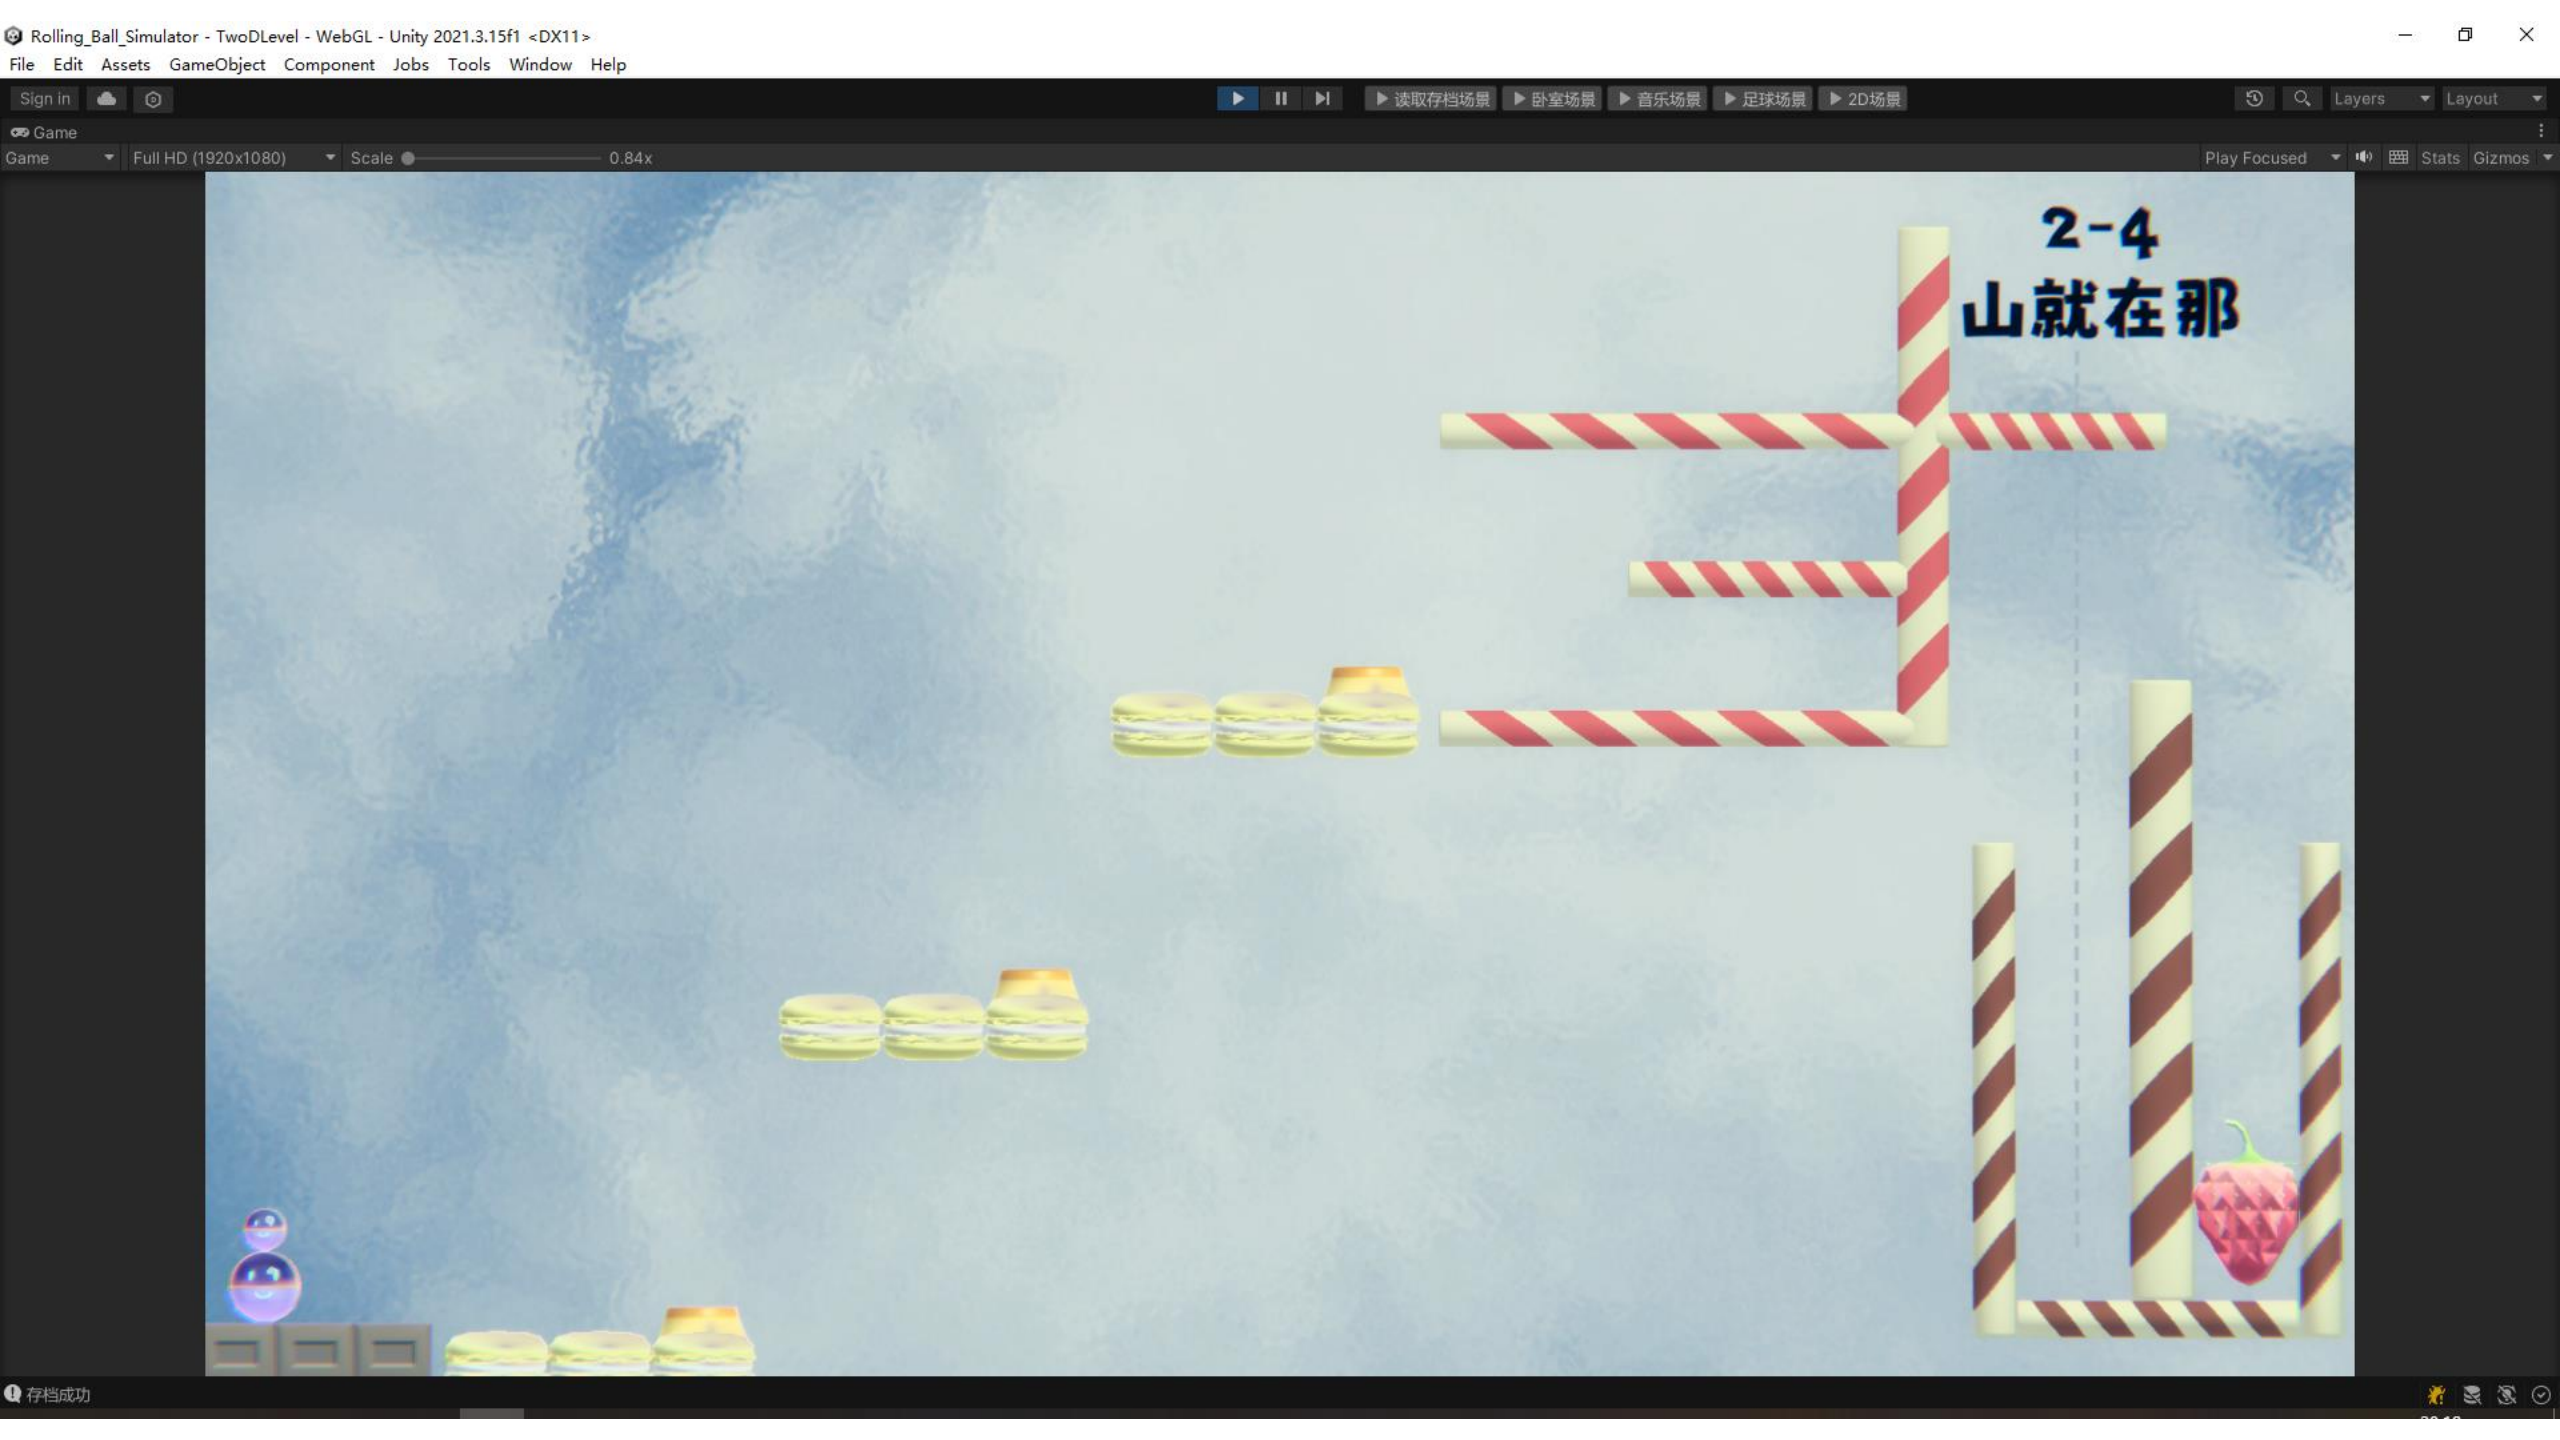 Rolling_Ball_Simulator - TwoDLevel - WebGL - Unity 2021.3.15f1 <DX11>
File Edit Assets GameObject Component Jobs Tools Window Help
Sign in 读取存档场景 卧室场景 音乐场景 足球场景 2D场景 Layers Layout
Game
Game Full HD (1920x1080) Scale 0.84x Play Focused Stats Gizmos
2-4
山就在那
存档成功